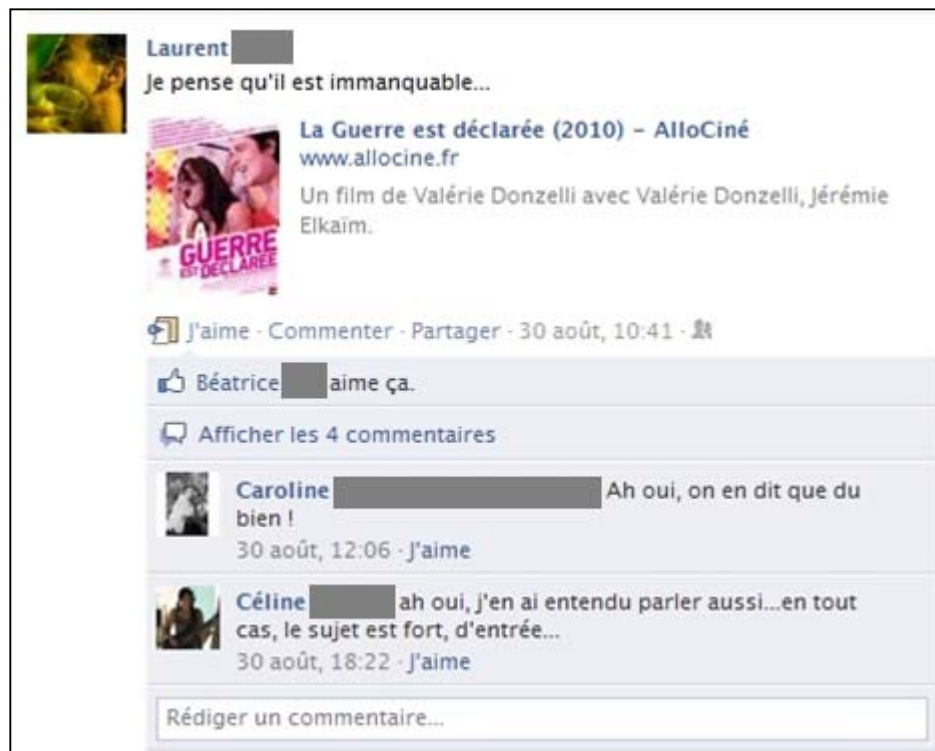 Laurent
Je pense qu'il est immanquable...
La Guerre est déclarée (2010) – AlloCiné
www.allocine.fr
Un film de Valérie Donzelli avec Valérie Donzelli, Jérémie
Elkaïm.
LA
GUERRE
EST DÉCLARÉE
J'aime · Commenter · Partager · 30 août, 10:41 ·
Béatrice aime ça.
Afficher les 4 commentaires
Caroline Ah oui, on en dit que du
bien !
30 août, 12:06 · J'aime
Céline ah oui, j'en ai entendu parler aussi...en tout
cas, le sujet est fort, d'entrée...
30 août, 18:22 · J'aime
Rédiger un commentaire...